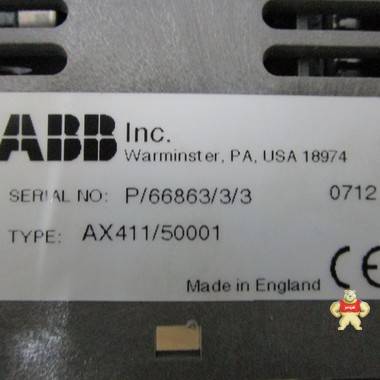 ABB Inc.
Warminster, PA, USA 18974
SERIAL NO: P/66863/3/3 0712
TYPE: AX411/50001
Made in England CE